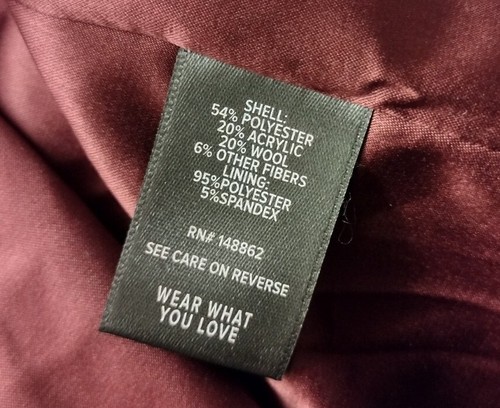 SHELL:
54% POLYESTER
20% ACRYLIC
20% WOOL
6% OTHER FIBERS
LINING:
95%POLYESTER
5%SPANDEX
RN# 148862
SEE CARE ON REVERSE
WEAR WHAT
YOU LOVE